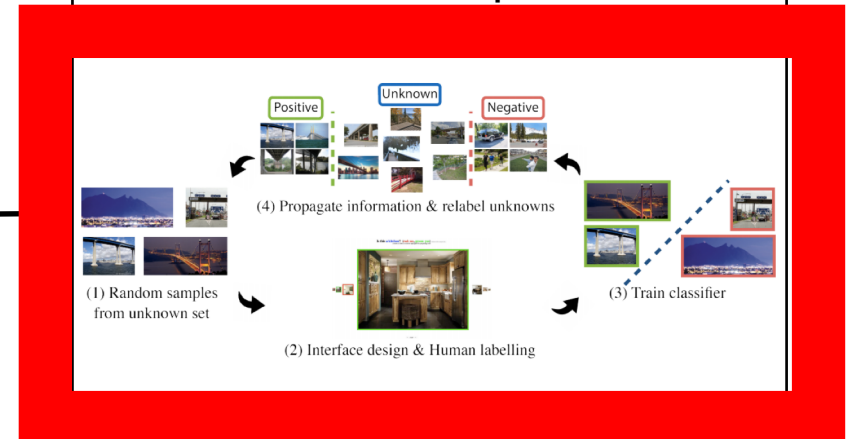 Positive
Unknown
Negative
(4) Propagate information & relabel unknowns
(1) Random samples
from unknown set
(3) Train classifier
(2) Interface design & Human labelling